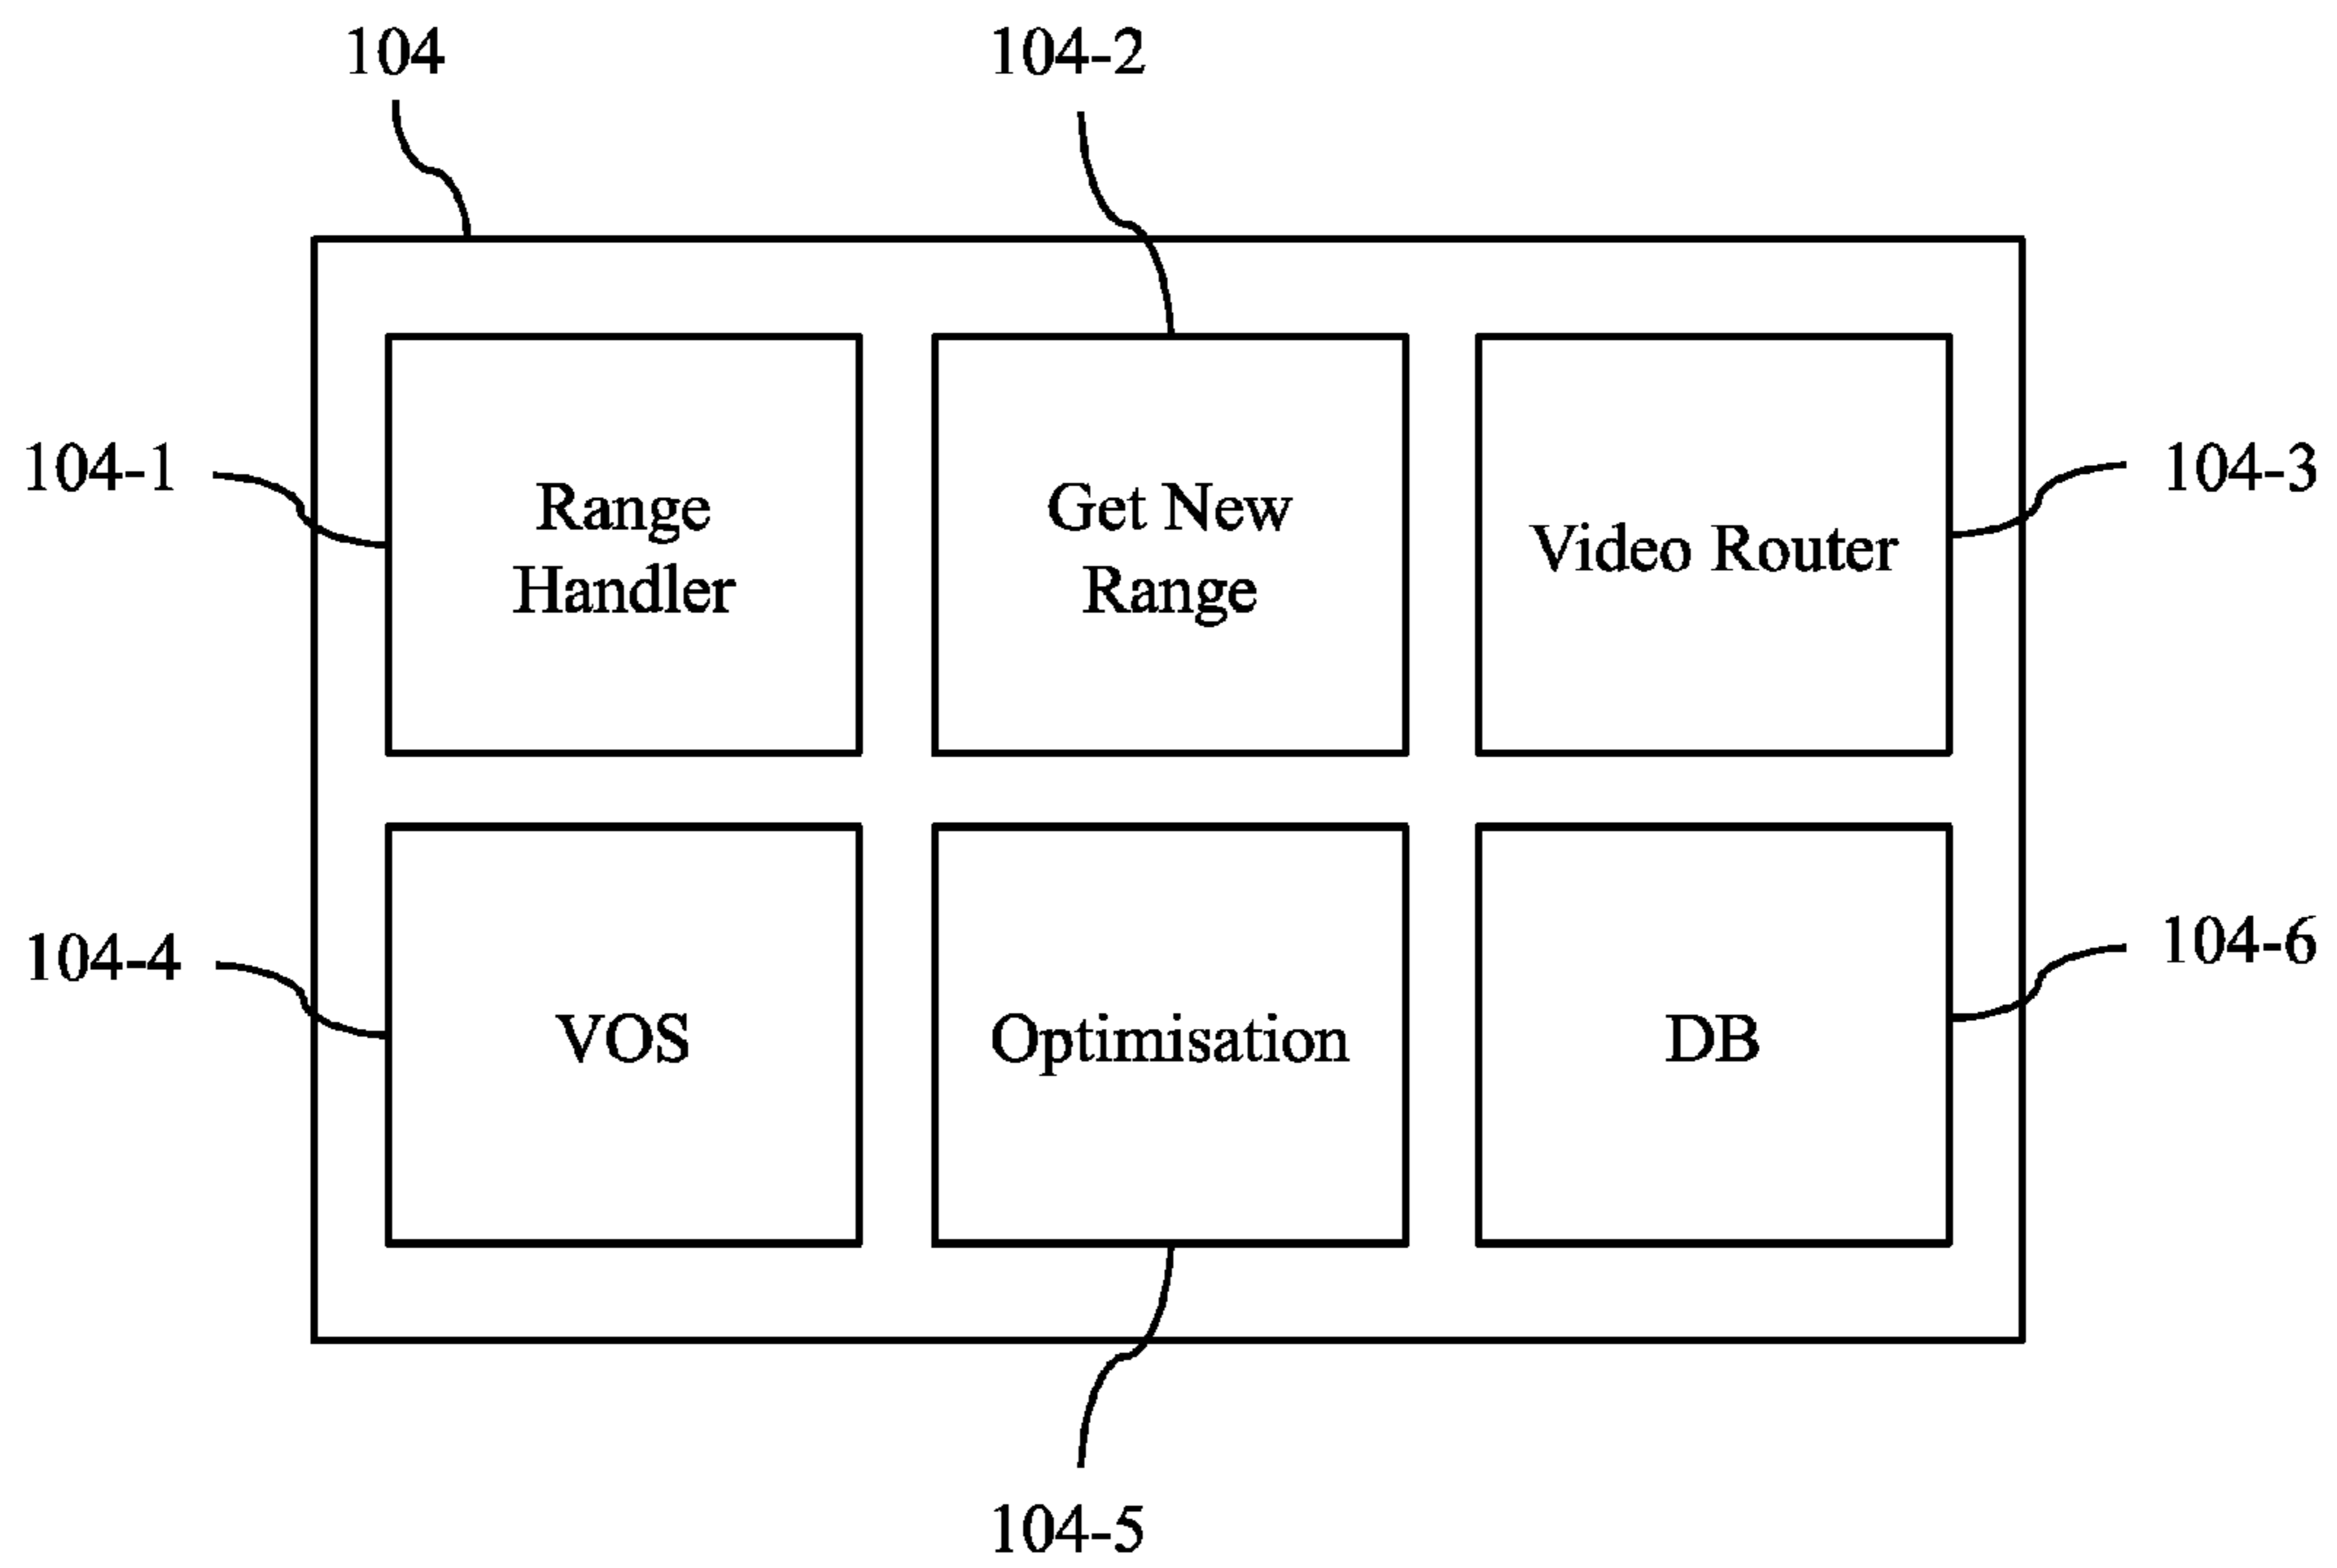 104
104-2
104-1
Range
Handler
Get New
Range
Video Router
104-3
104-4
VOS
Optimisation
DB
104-6
104-5